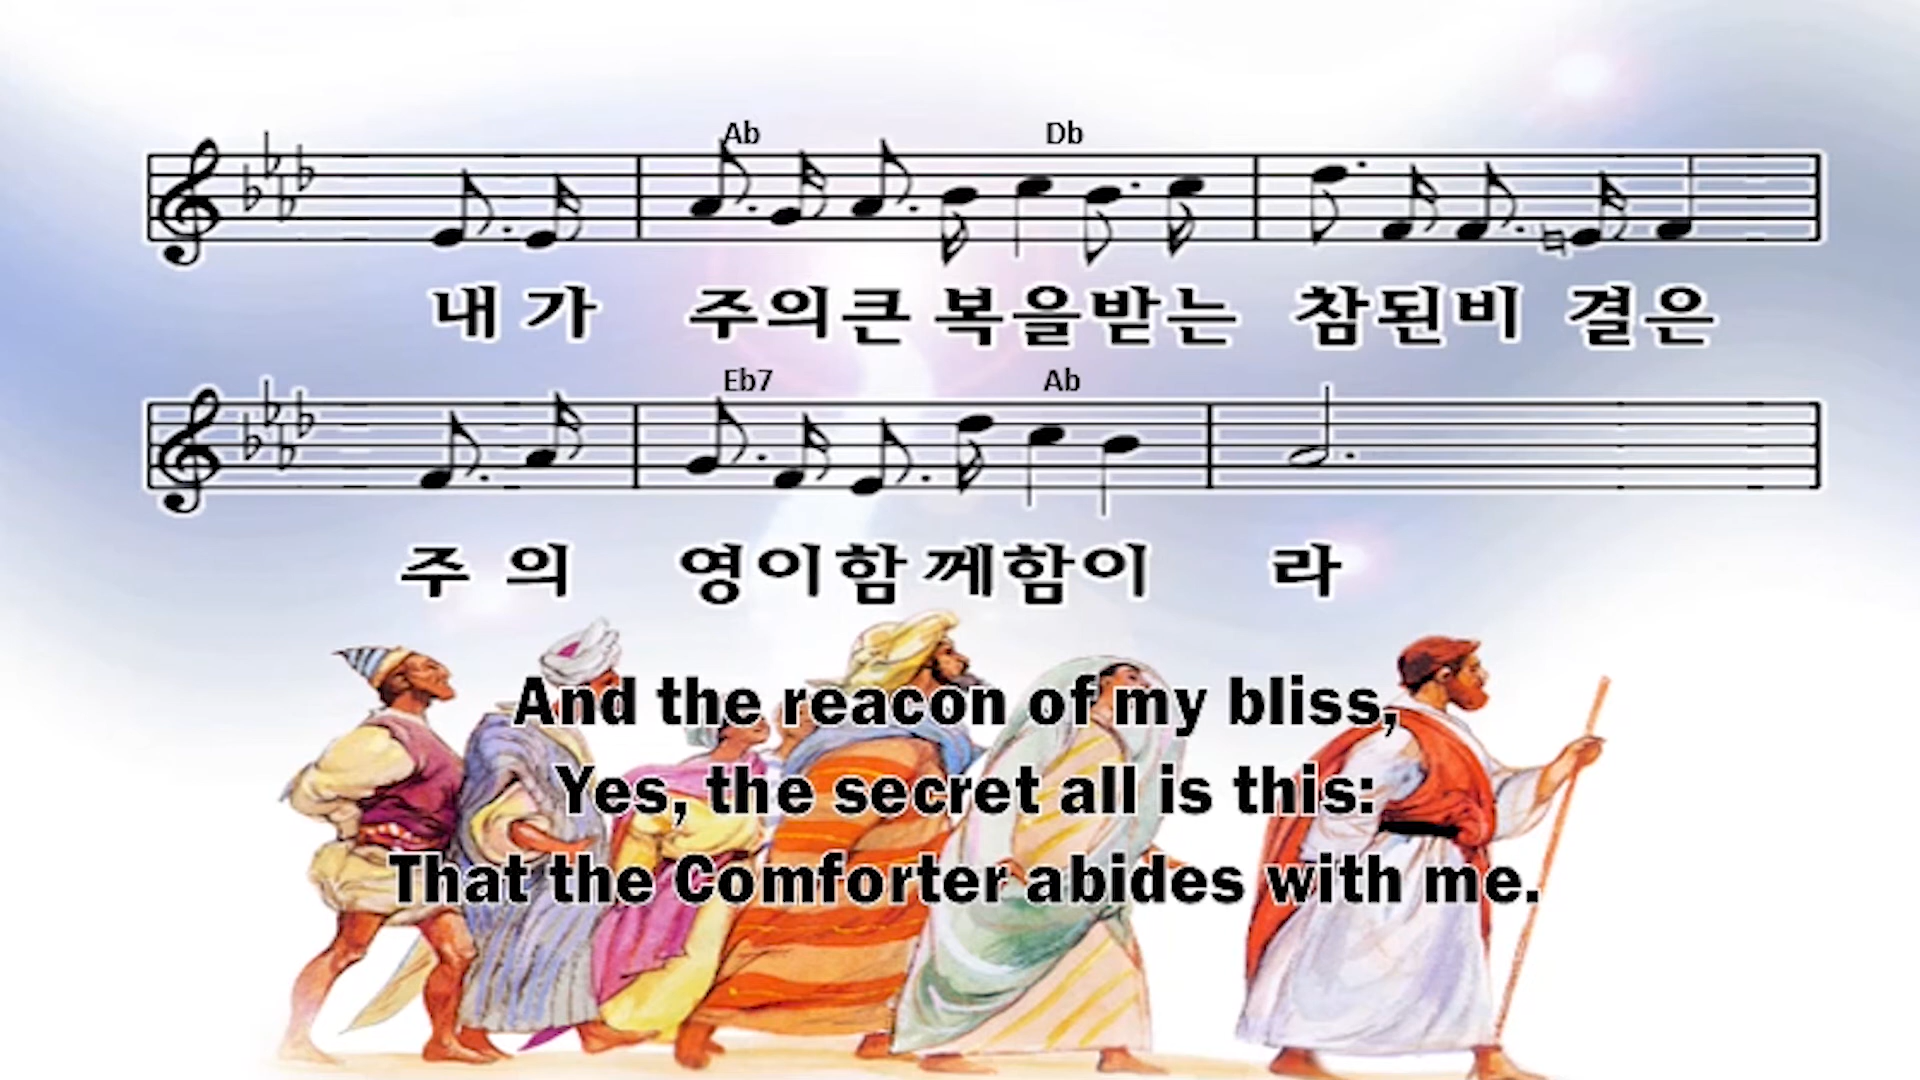 Ab Db
내 가 주의큰 복을받는 참된비 결은
Eb7 Ab
주 의 영이함께함이 라
And the reacon of my bliss,
Yes, the secret all is this:
That the Comforter abides with me.